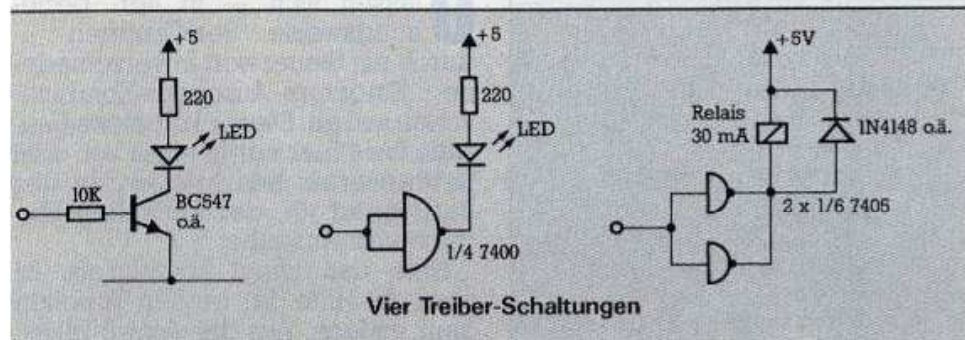 +5
220
LED
10K
BC547
o.ä.
+5
220
LED
1/4 7400
+5V
Relais
30 mA
1N4148 o.ä.
2 x 1/6 7405
Vier Treiber-Schaltungen